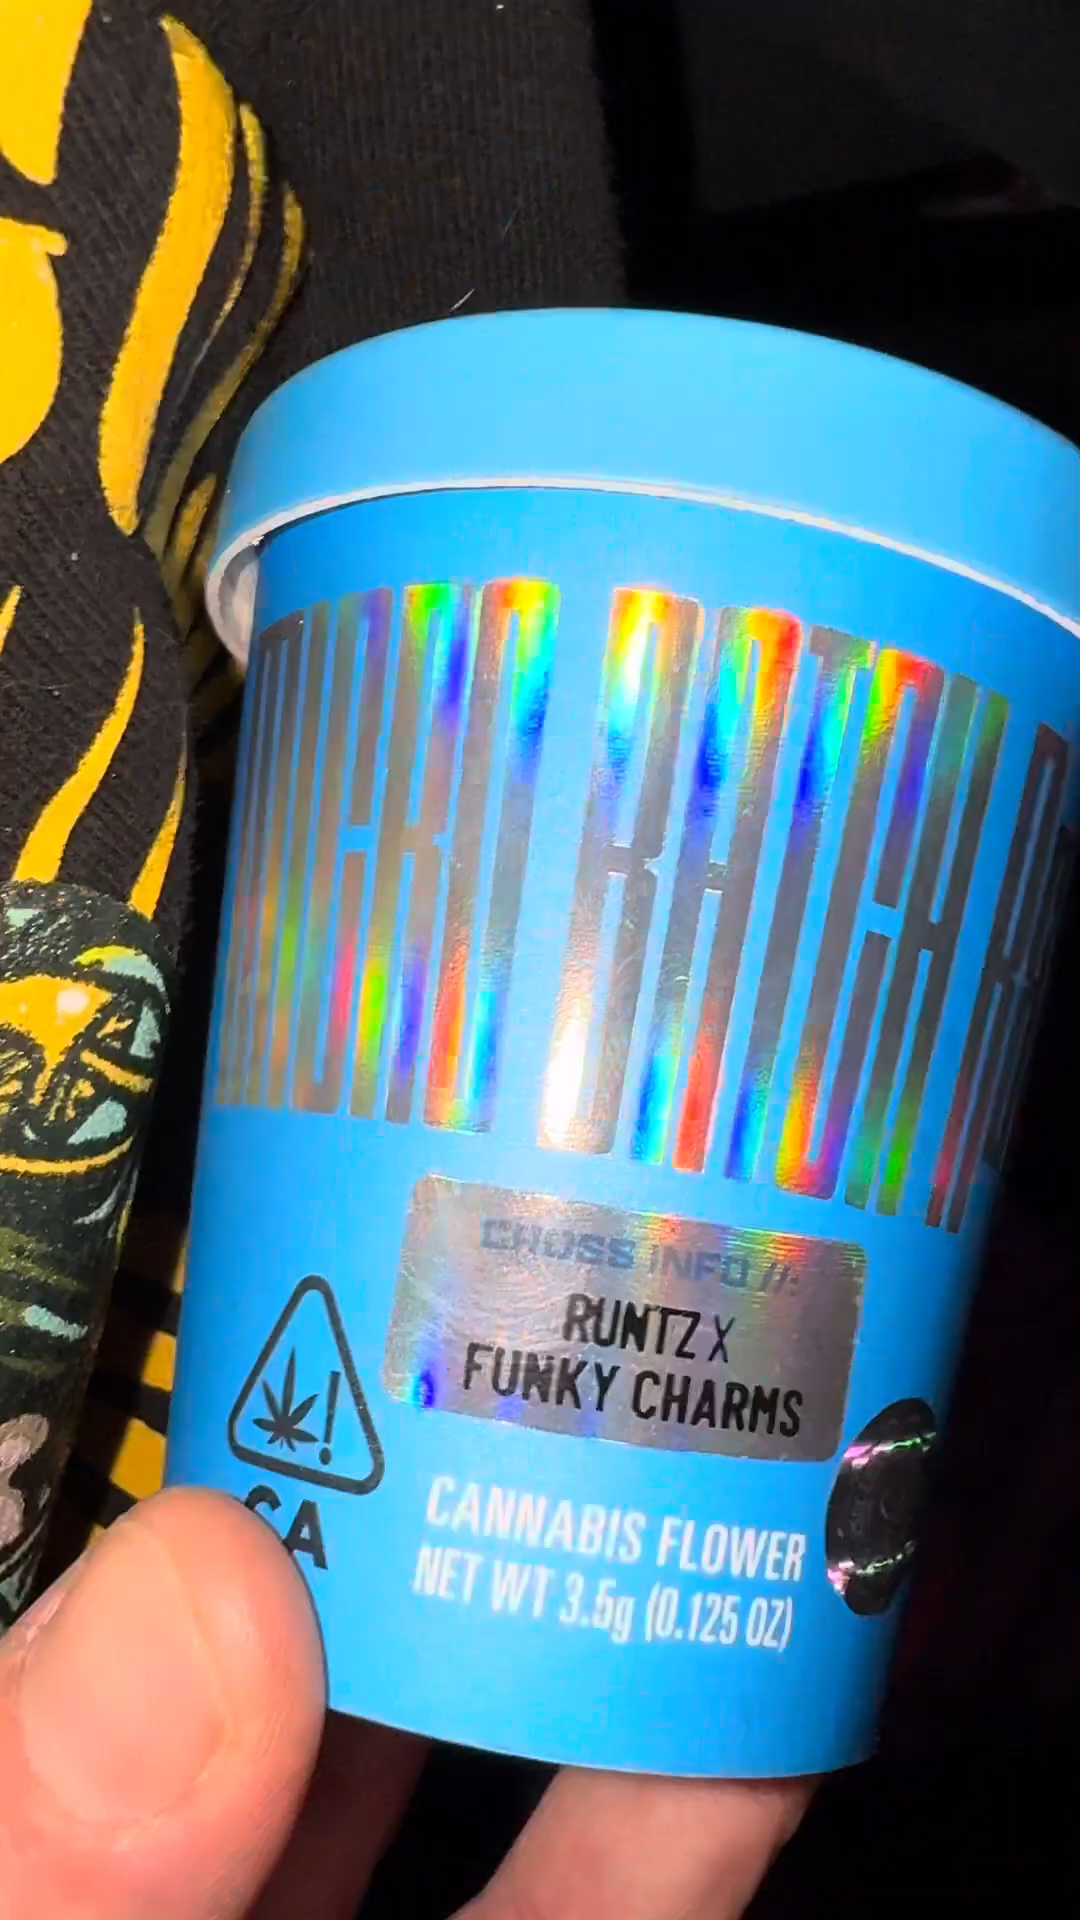 MICRO BATCH
CROSS INFO //:
RUNTZ X
FUNKY CHARMS
CA
CANNABIS FLOWER
NET WT 3.5g (0.125 OZ)